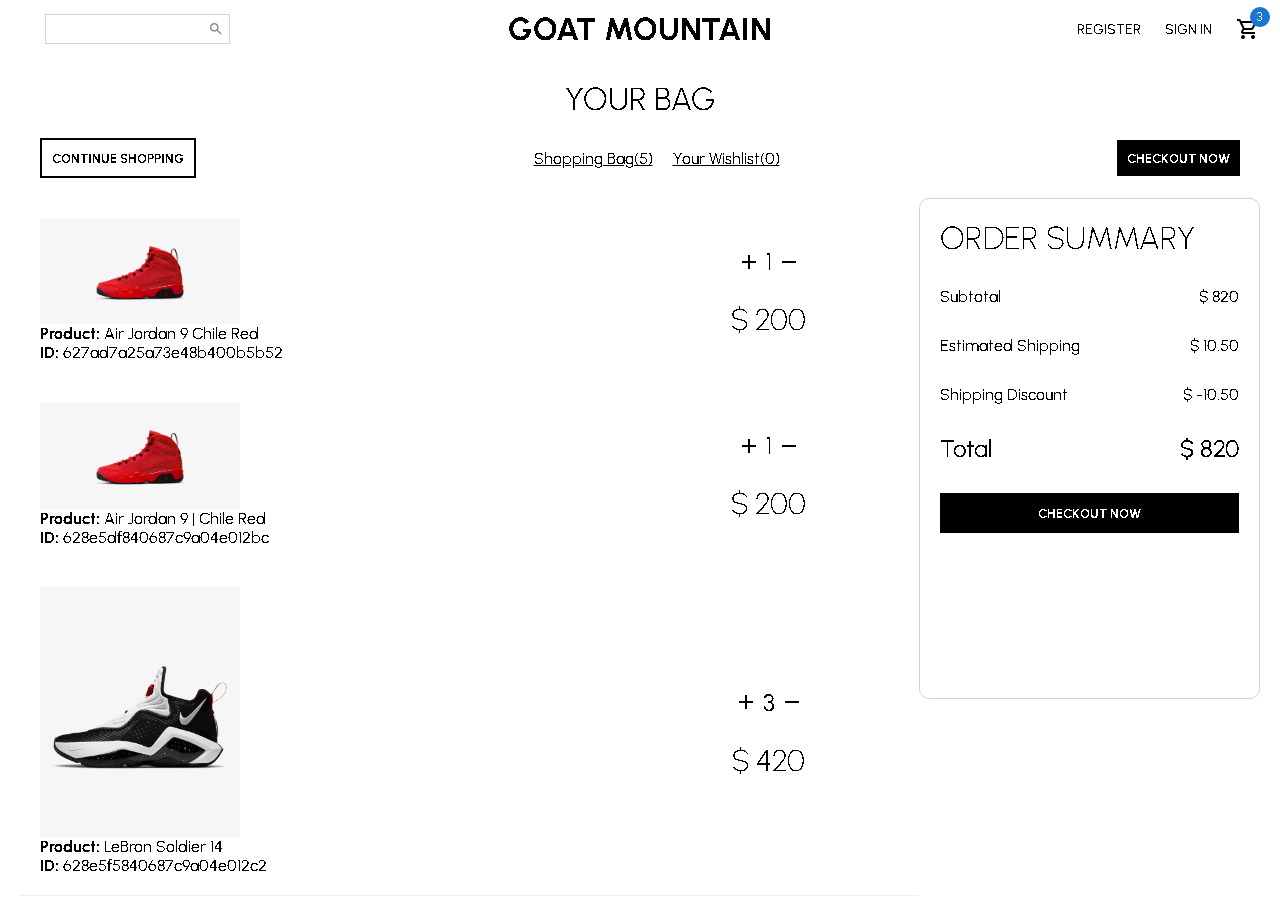 GOAT MOUNTAIN
REGISTER
SIGN IN
3
YOUR BAG
CONTINUE SHOPPING
Shopping Bag(5)
Your Wishlist(0)
CHECKOUT NOW
Product: Air Jordan 9 Chile Red
ID: 627ad7a25a73e48b400b5b52
+ 1 −
$ 200
Product: Air Jordan 9 | Chile Red
ID: 628e5df840687c9a04e012bc
+ 1 −
$ 200
Product: LeBron Soldier 14
ID: 628e5f5840687c9a04e012c2
+ 3 −
$ 420
ORDER SUMMARY
Subtotal $ 820
Estimated Shipping $ 10.50
Shipping Discount $ -10.50
Total $ 820
CHECKOUT NOW